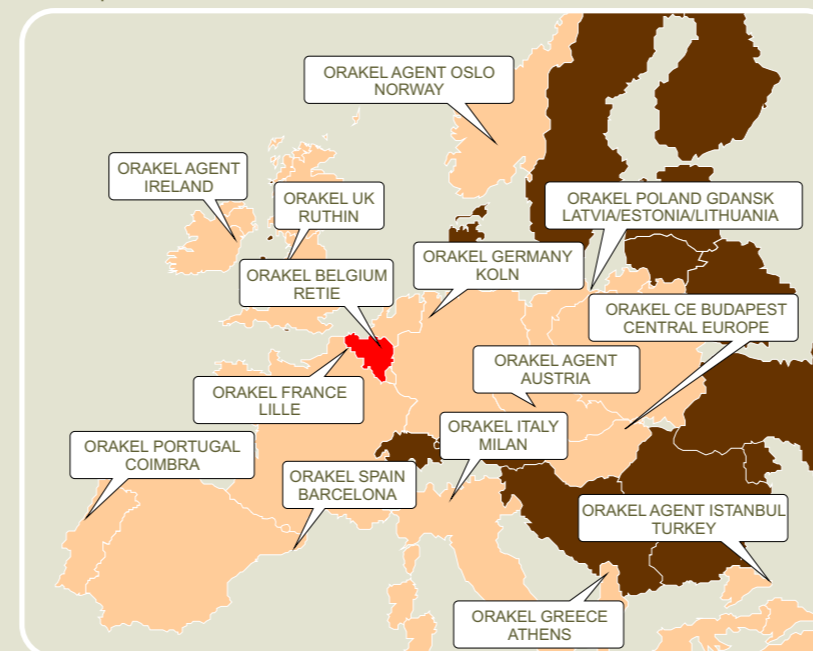 ORAKEL AGENT OSLO
NORWAY
ORAKEL AGENT
IRELAND
ORAKEL UK
RUTHIN
ORAKEL POLAND GDANSK
LATVIA/ESTONIA/LITHUANIA
ORAKEL GERMANY
KOLN
ORAKEL BELGIUM
RETIE
ORAKEL CE BUDAPEST
CENTRAL EUROPE
ORAKEL AGENT
AUSTRIA
ORAKEL FRANCE
LILLE
ORAKEL ITALY
MILAN
ORAKEL PORTUGAL
COIMBRA
ORAKEL SPAIN
BARCELONA
ORAKEL AGENT ISTANBUL
TURKEY
ORAKEL GREECE
ATHENS